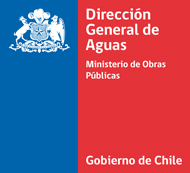 Dirección
General de
Aguas
Ministerio de Obras
Públicas
Gobierno de Chile